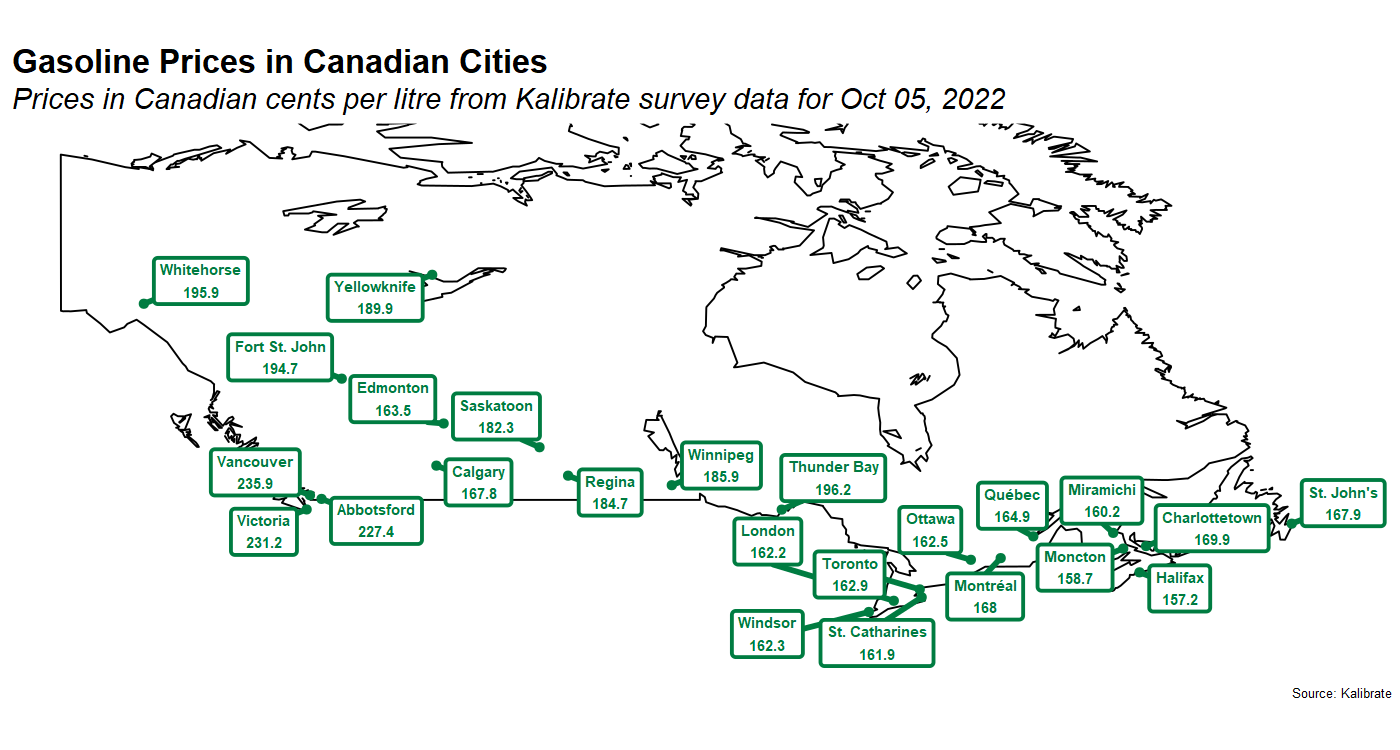 Gasoline Prices in Canadian Cities
Prices in Canadian cents per litre from Kalibrate survey data for Oct 05, 2022
Whitehorse
195.9
Yellowknife
189.9
Fort St. John
194.7
Edmonton
163.5
Saskatoon
182.3
Vancouver
235.9
Victoria
231.2
Abbotsford
227.4
Calgary
167.8
Regina
184.7
Winnipeg
185.9
Thunder Bay
196.2
London
162.2
Toronto
162.9
Windsor
162.3
St. Catharines
161.9
Ottawa
162.5
Montréal
168
Québec
164.9
Miramichi
160.2
Moncton
158.7
Charlottetown
169.9
Halifax
157.2
St. John's
167.9
Source: Kalibrate